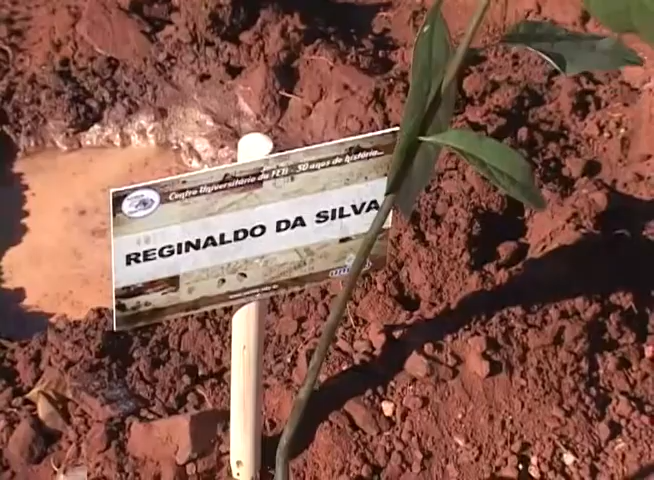 Centro Universitário da FEB - 50 anos de história
REGINALDO DA SILVA